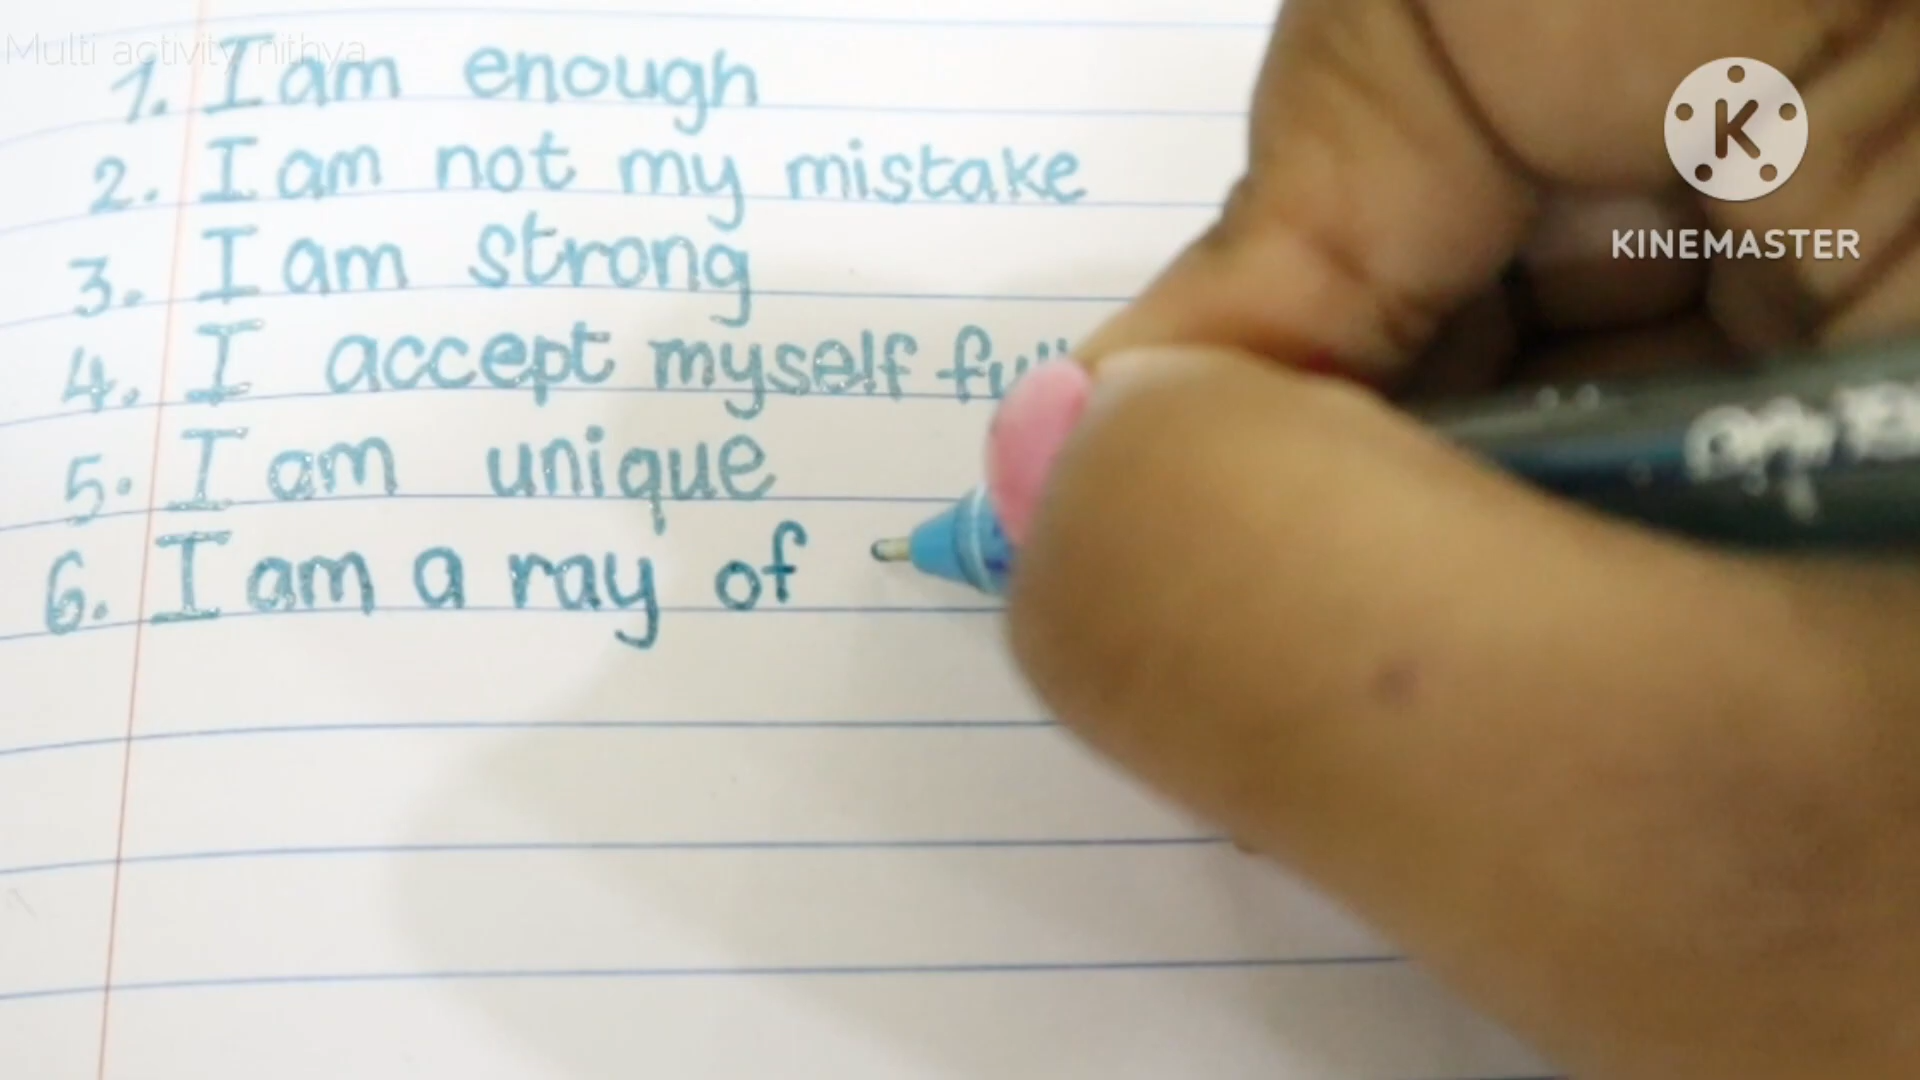 Multi activity nithya
1. I am enough
2. I am not my mistake
3. I am strong
4. I accept myself
5. I am unique
6. I am a ray of
KINEMASTER